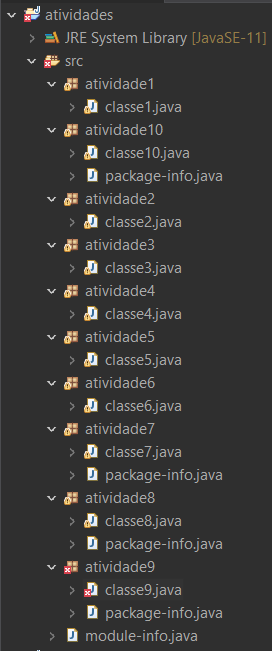 atividades
JRE System Library [JavaSE-11]
src
atividade1
classe1.java
atividade10
classe10.java
package-info.java
atividade2
classe2.java
atividade3
classe3.java
atividade4
classe4.java
atividade5
classe5.java
atividade6
classe6.java
atividade7
classe7.java
package-info.java
atividade8
classe8.java
package-info.java
atividade9
classe9.java
package-info.java
module-info.java